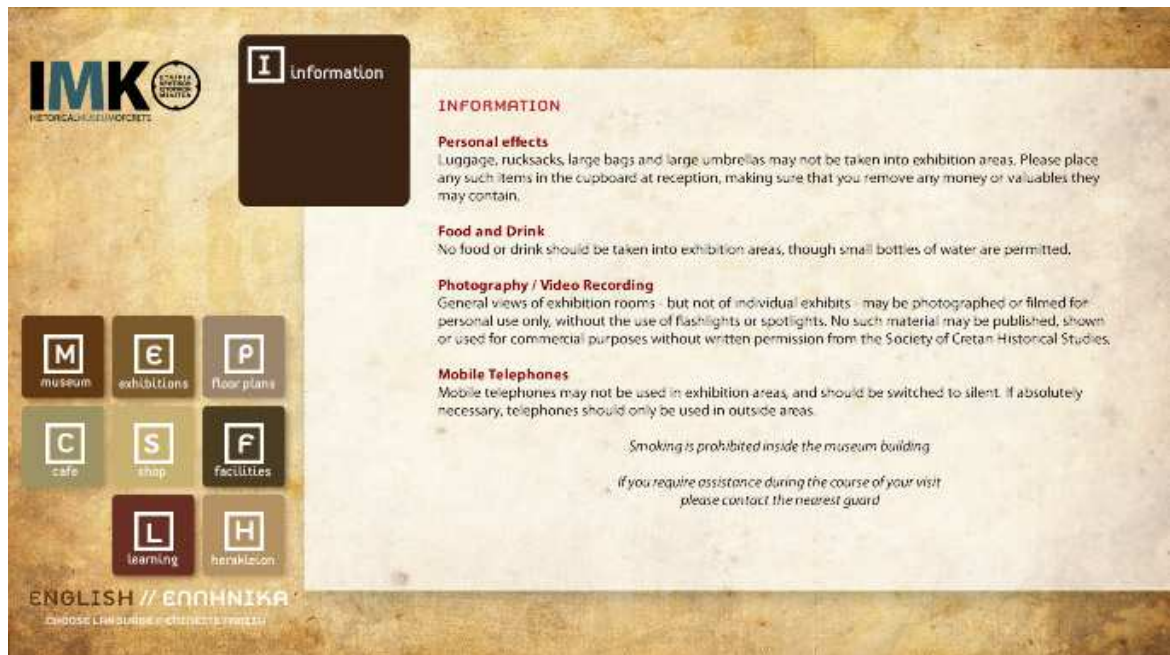 IMK
HISTORICALMUSEUMOFCRETE
I information
INFORMATION
Personal effects
Luggage, rucksacks, large bags and large umbrellas may not be taken into exhibition areas. Please place
any such items in the cupboard at reception, making sure that you remove any money or valuables they
may contain.
Food and Drink
No food or drink should be taken into exhibition areas, though small bottles of water are permitted.
Photography / Video Recording
General views of exhibition rooms - but not of individual exhibits - may be photographed or filmed for
personal use only, without the use of flashlights or spotlights. No such material may be published, shown
or used for commercial purposes without written permission from the Society of Cretan Historical Studies.
Mobile Telephones
Mobile telephones may not be used in exhibition areas, and should be switched to silent. If absolutely
necessary, telephones should only be used in outside areas.
Smoking is prohibited inside the museum building
If you require assistance during the course of your visit
please contact the nearest guard
M museum
E exhibitions
P floor plans
C cafe
S shop
F facilities
L learning
H heraklion
ENGLISH // ΕΛΛΗΝΙΚΑ
CHOOSE LANGUAGE //